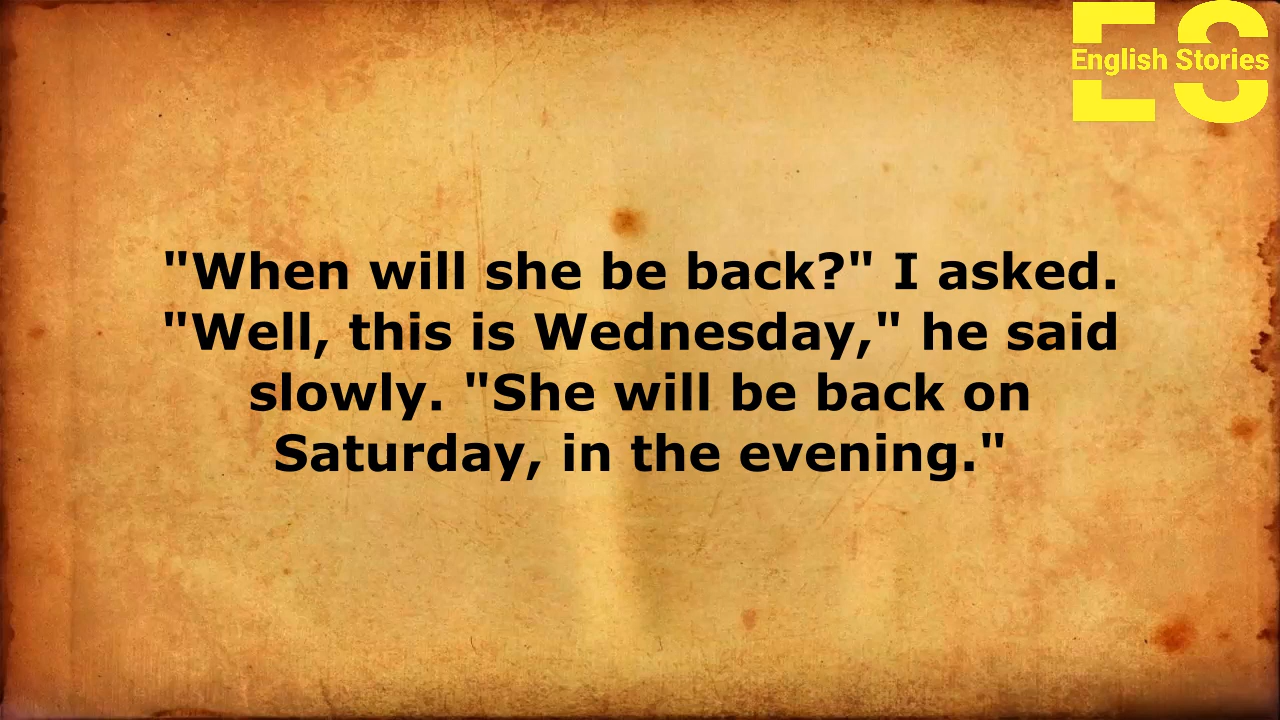 ES
English Stories
"When will she be back?" I asked.
"Well, this is Wednesday," he said
slowly. "She will be back on
Saturday, in the evening."